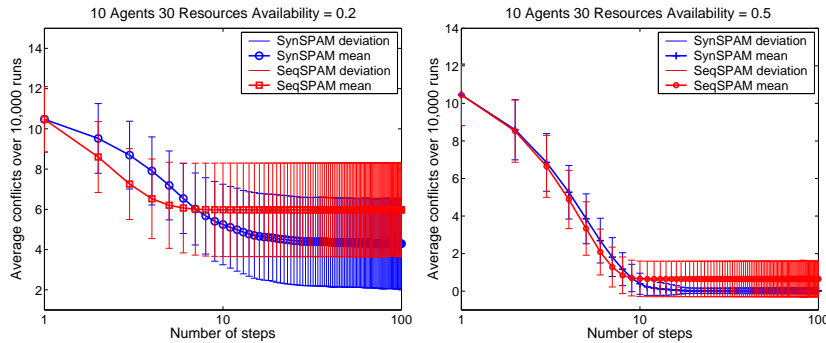 10 Agents 30 Resources Availability = 0.2
14
12
10
8
6
4
2
Average conflicts over 10,000 runs
SynSPAM deviation
SynSPAM mean
SeqSPAM deviation
SeqSPAM mean
1
10
100
Number of steps
10 Agents 30 Resources Availability = 0.5
14
12
10
8
6
4
2
0
Average conflicts over 10,000 runs
SynSPAM deviation
SynSPAM mean
SeqSPAM deviation
SeqSPAM mean
1
10
100
Number of steps